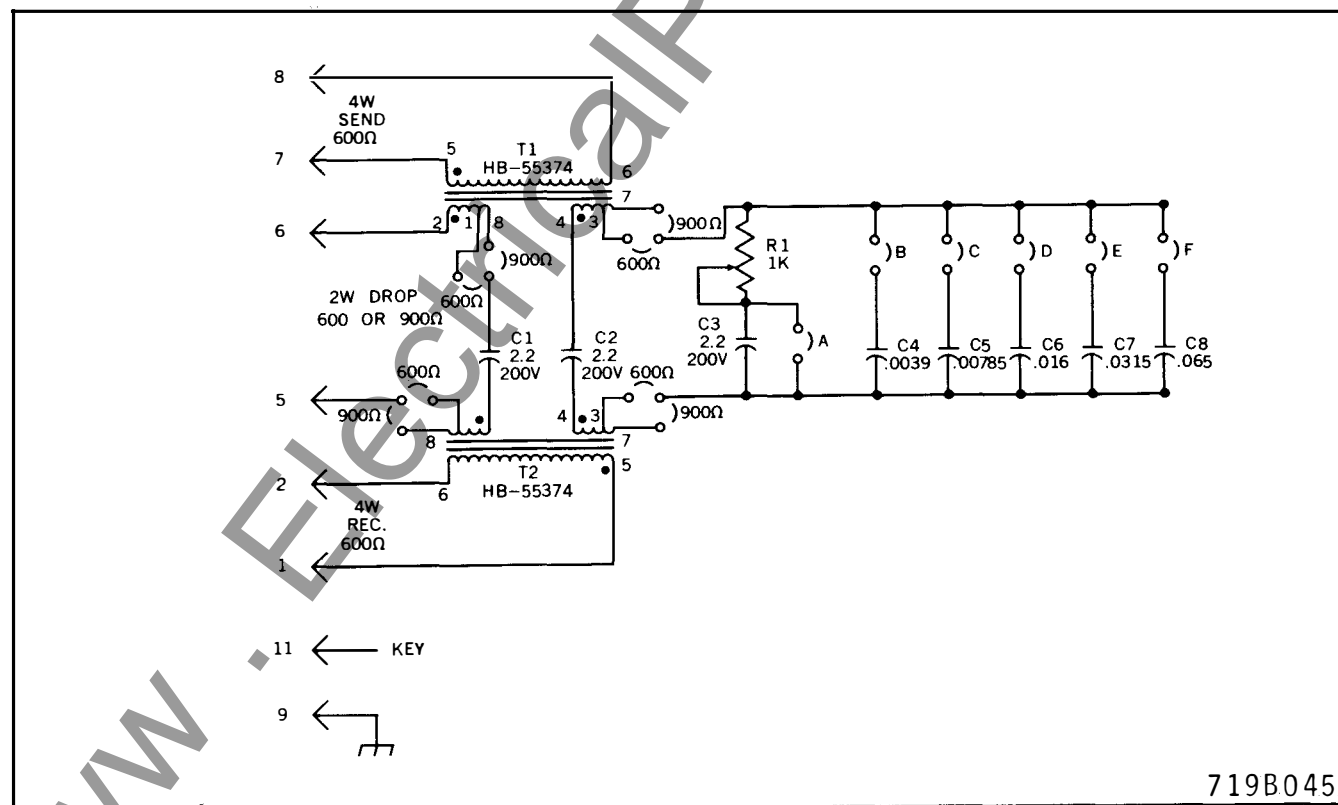 8
4W
SEND
600Ω
7
5
T1
HB-55374
6
7
6
2
1
8
4
3
)900Ω
)900Ω
600Ω
600Ω
2W DROP
600 OR 900Ω
R1
1K
)B
)C
)D
)E
)F
C1
2.2
200V
C2
2.2
200V
C3
2.2
200V
)A
C4
.0039
C5
.00785
C6
.016
C7
.0315
C8
.065
600Ω
600Ω
5
900Ω(
4
3
)900Ω
8
7
T2
HB-55374
5
6
2
4W
REC.
600Ω
1
11
KEY
9
719B045
www.ElectricalP